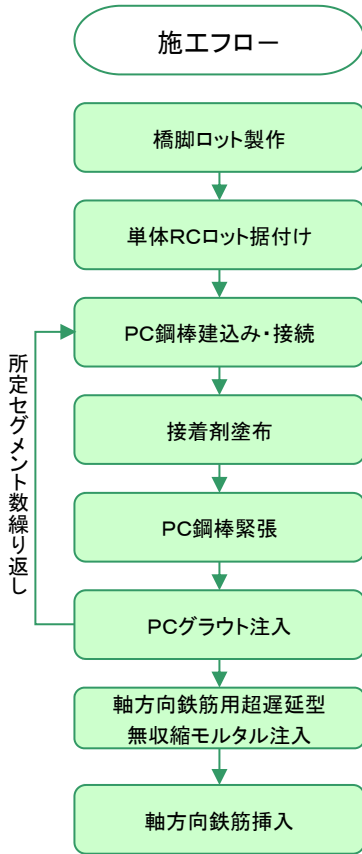 施工フロー
橋脚ロット製作
単体RCロット据付け
PC鋼棒建込み・接続
接着剤塗布
PC鋼棒緊張
PCグラウト注入
所定セグメント数繰り返し
軸方向鉄筋用超遅延型
無収縮モルタル注入
軸方向鉄筋挿入